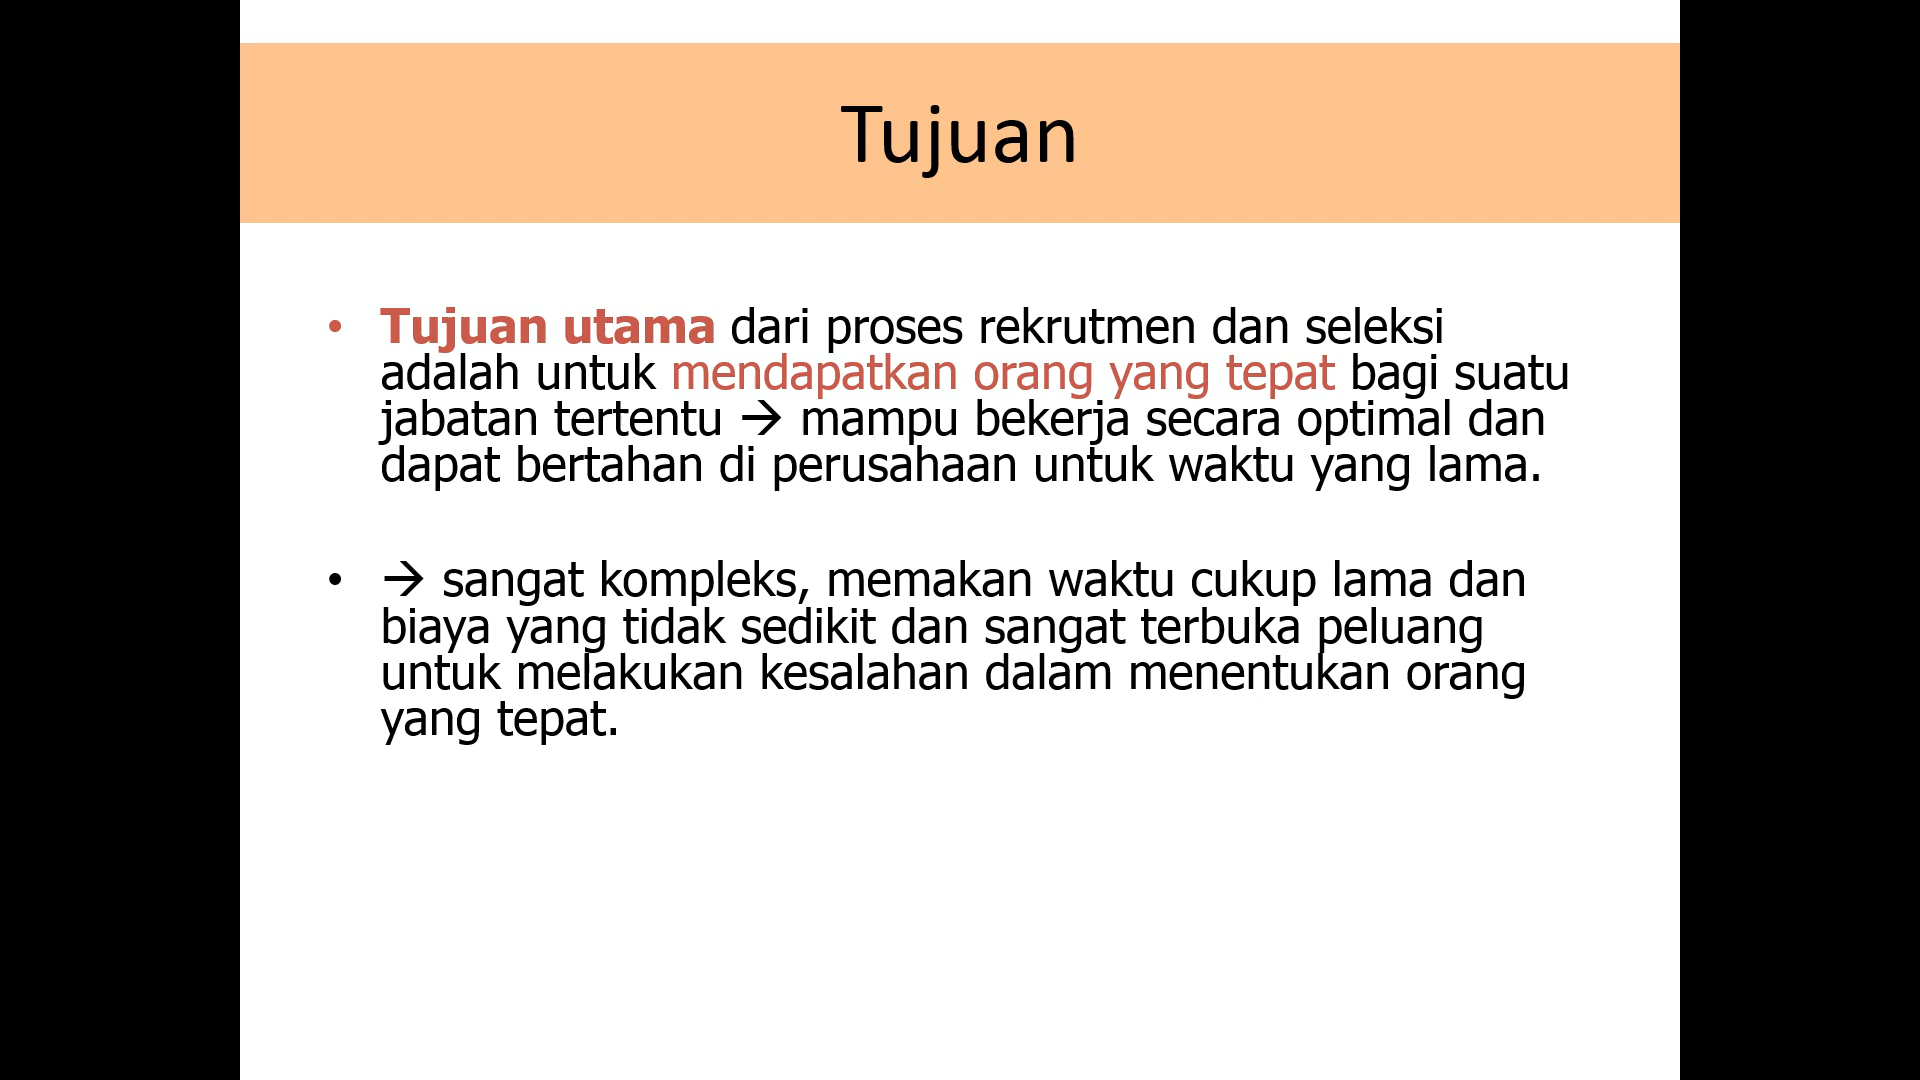 Tujuan
• Tujuan utama dari proses rekrutmen dan seleksi
adalah untuk mendapatkan orang yang tepat bagi suatu
jabatan tertentu → mampu bekerja secara optimal dan
dapat bertahan di perusahaan untuk waktu yang lama.
• → sangat kompleks, memakan waktu cukup lama dan
biaya yang tidak sedikit dan sangat terbuka peluang
untuk melakukan kesalahan dalam menentukan orang
yang tepat.